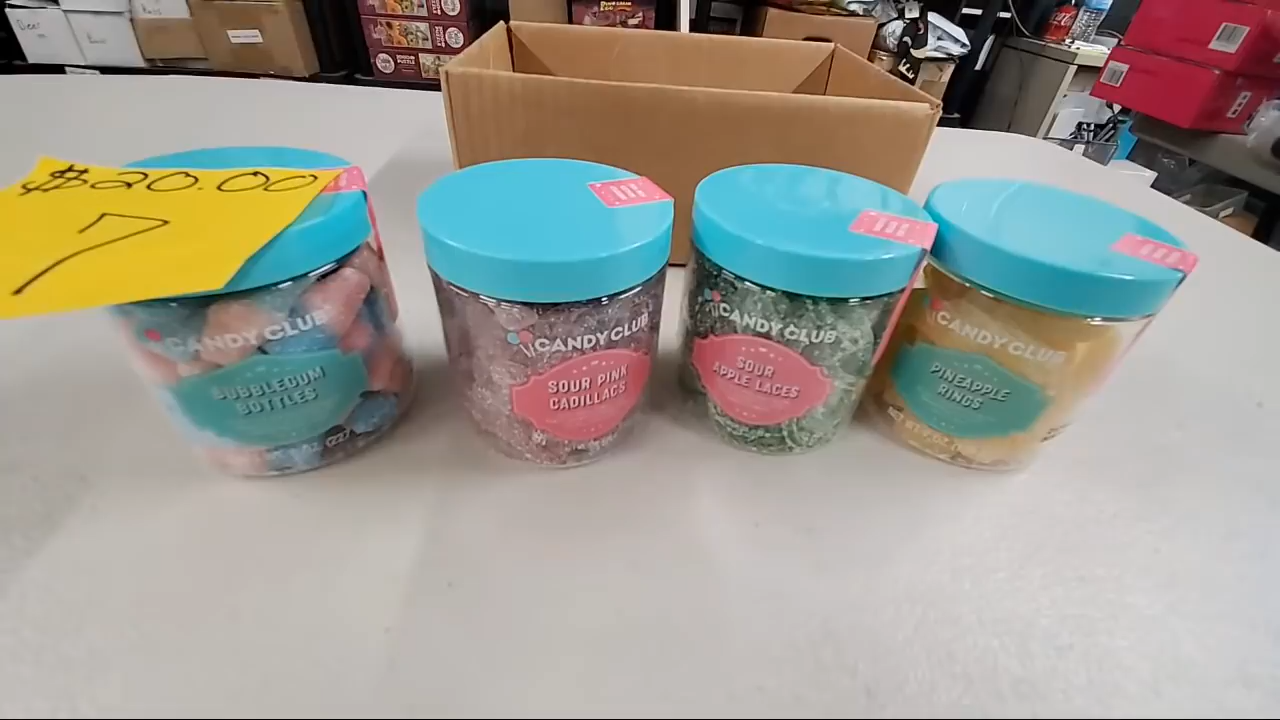 $20.00
7
CANDY CLUB
BUBBLEGUM
BOTTLES
CANDY CLUB
SOUR PINK
CADILLACS
CANDY CLUB
SOUR
APPLE LACES
CANDY CLUB
PINEAPPLE
RINGS